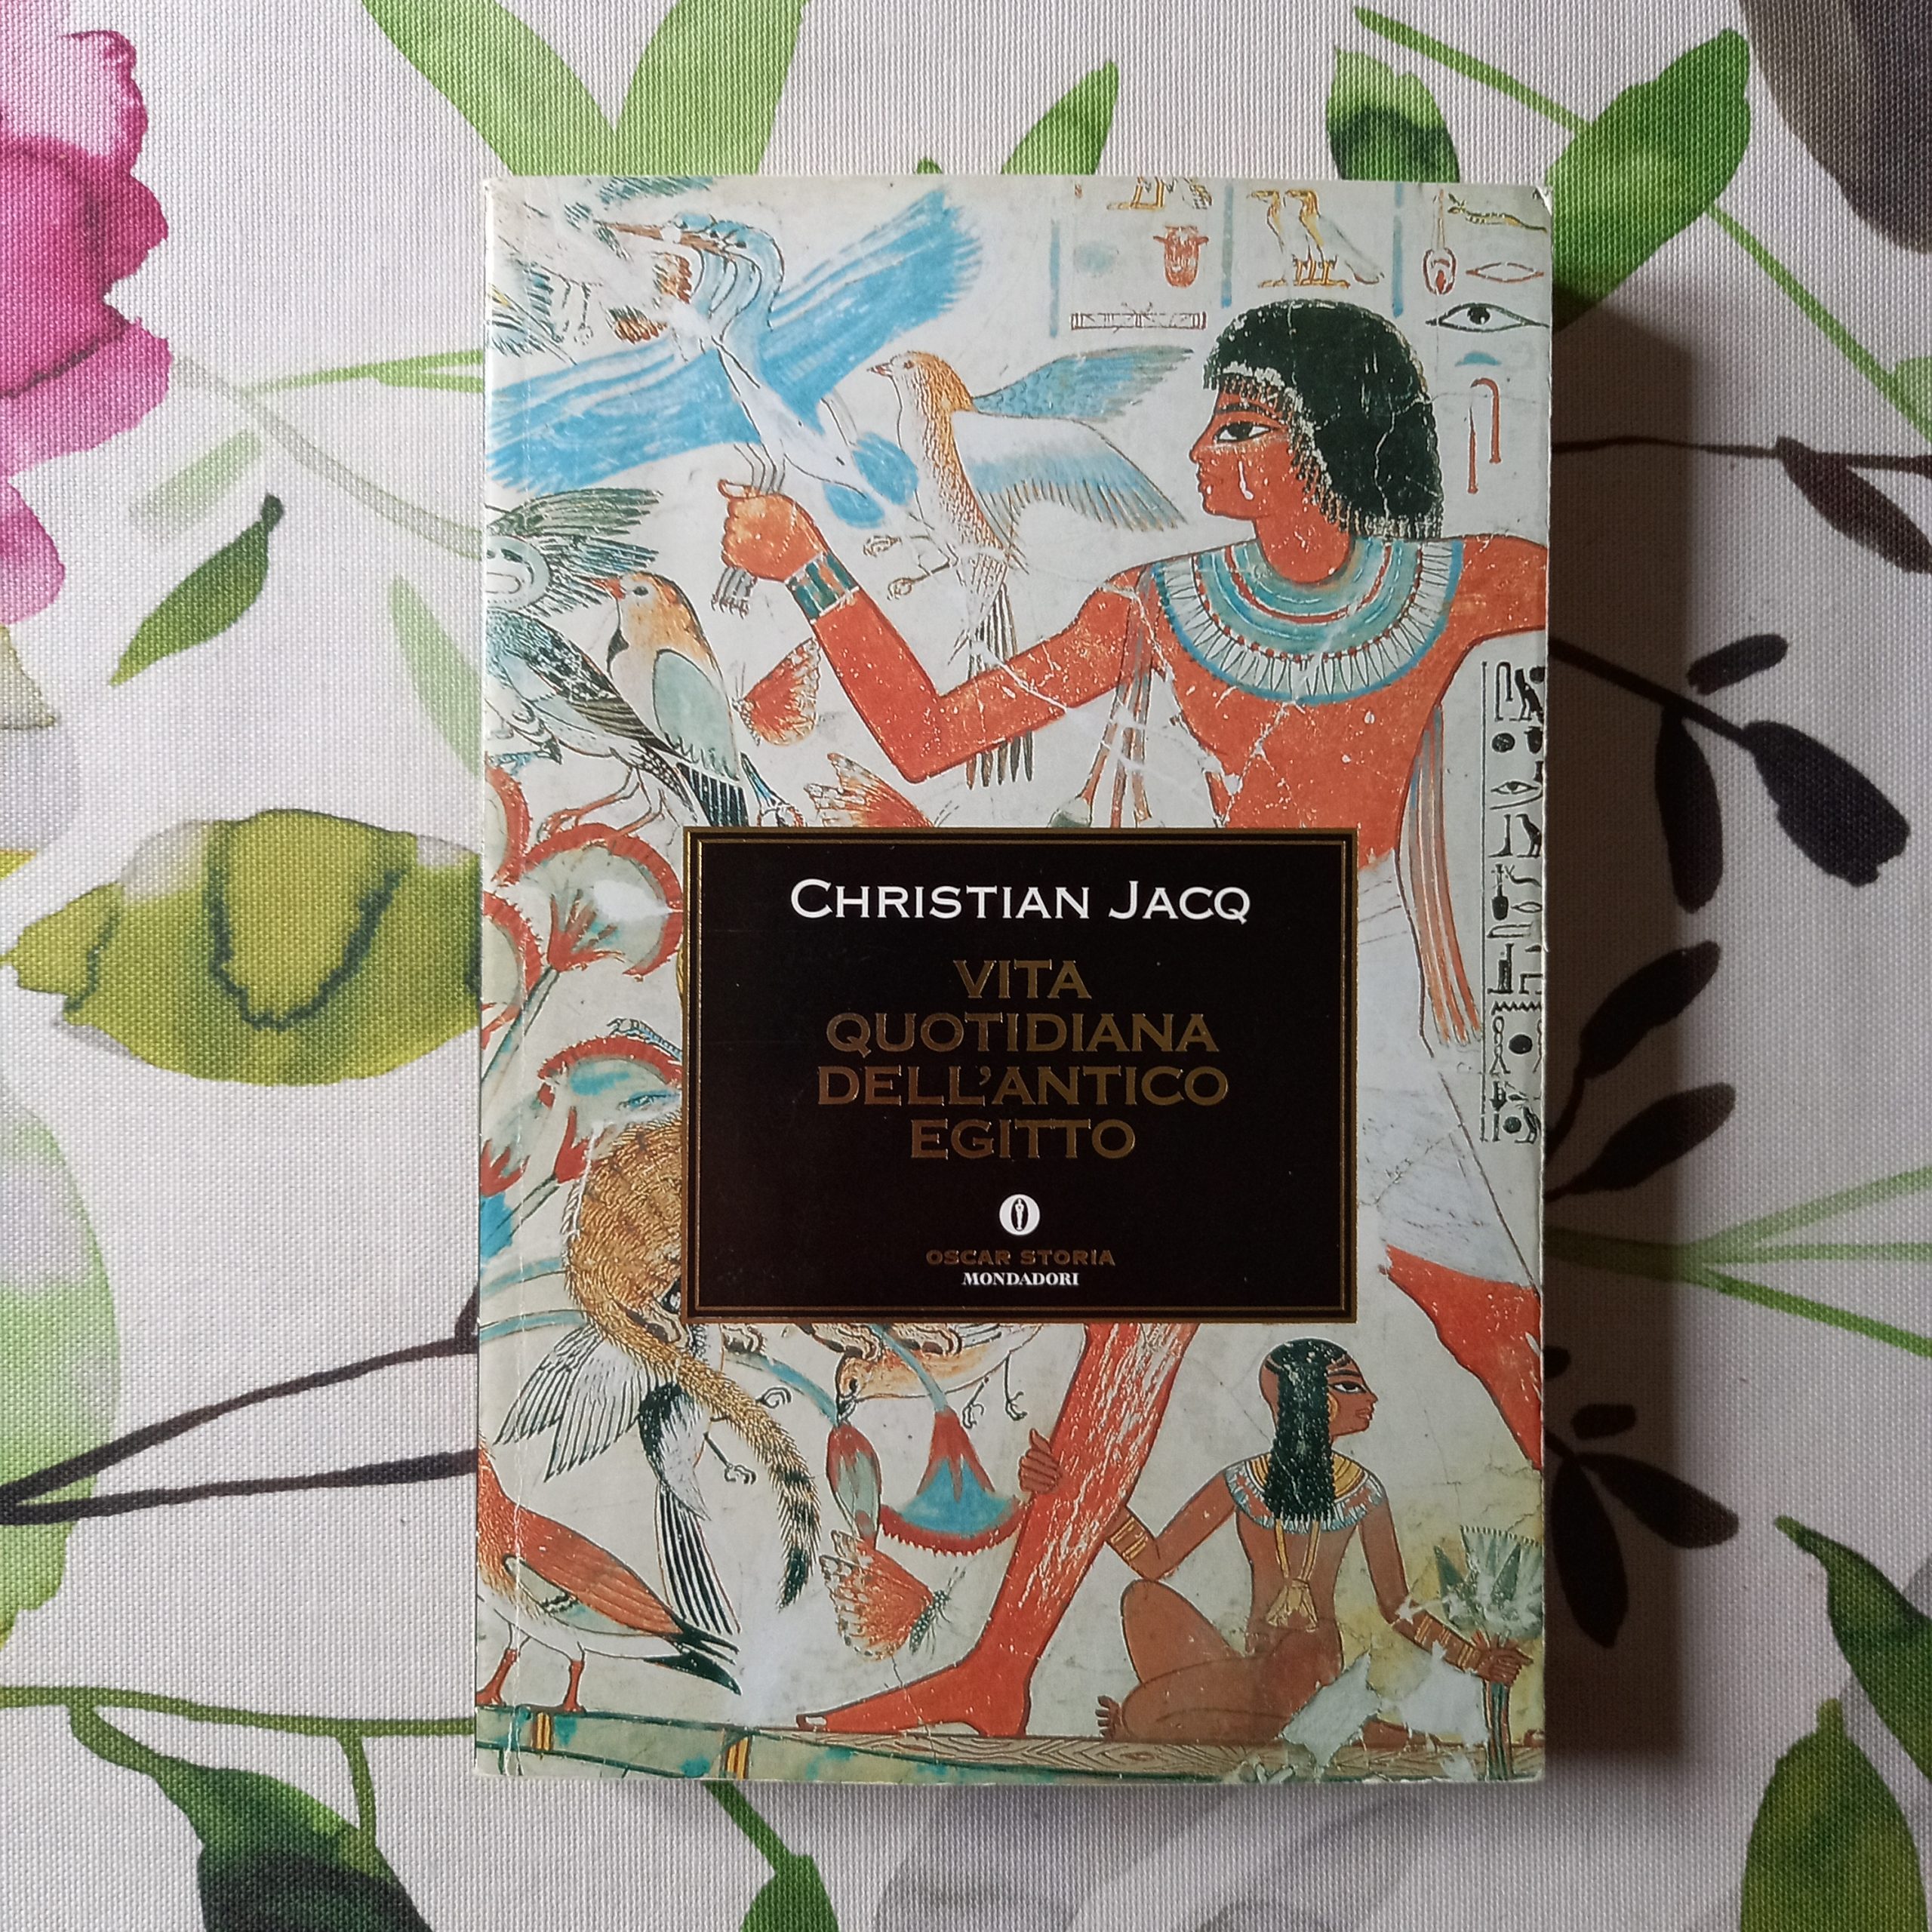 CHRISTIAN JACQ
VITA
QUOTIDIANA
DELL'ANTICO
EGITTO
OSCAR STORIA
MONDADORI